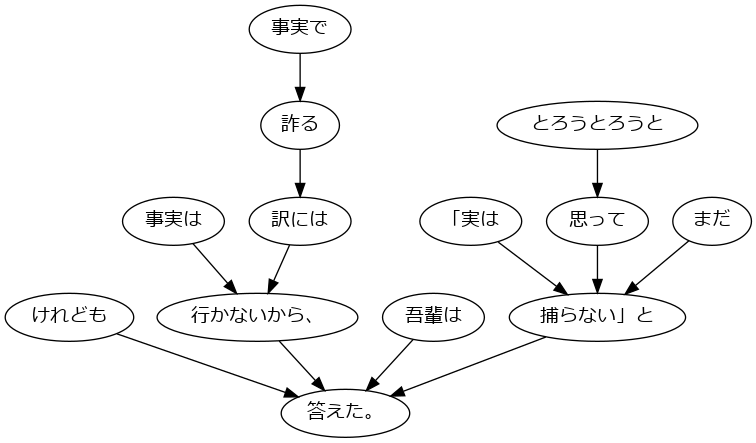 事実で
詐る
とろうとろうと
事実は
訳には
「実は
思って
まだ
けれども
行かないから、
吾輩は
捕らない」と
答えた。